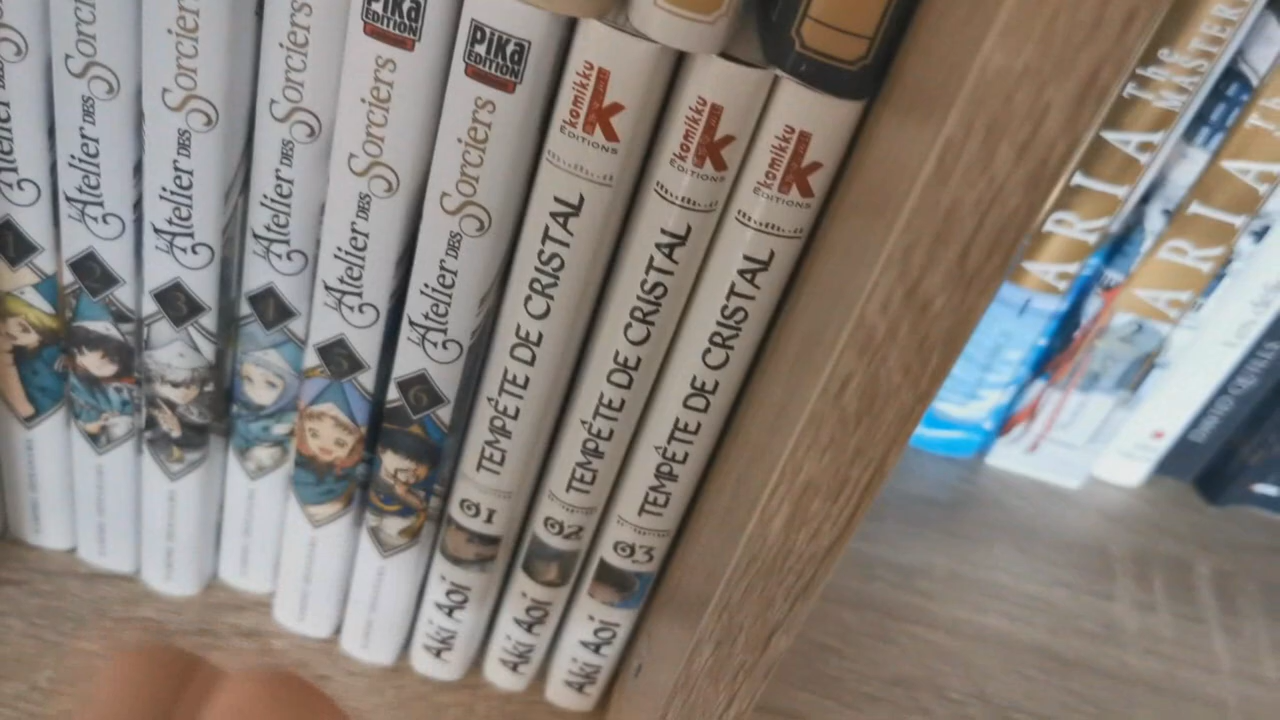 Atelier DES Sorciers
1
Atelier DES Sorciers
2
L'Atelier DES Sorciers
3
L'Atelier DES Sorciers
4
Pika
EDITION
L'Atelier DES Sorciers
5
Pika
EDITION
L'Atelier DES Sorciers
6
komikku
EDITIONS
TEMPÊTE DE CRISTAL
01
Aki Aoi
komikku
EDITIONS
TEMPÊTE DE CRISTAL
02
Aki Aoi
komikku
EDITIONS
TEMPÊTE DE CRISTAL
03
Aki Aoi
ARIA The MASTER
ARIA